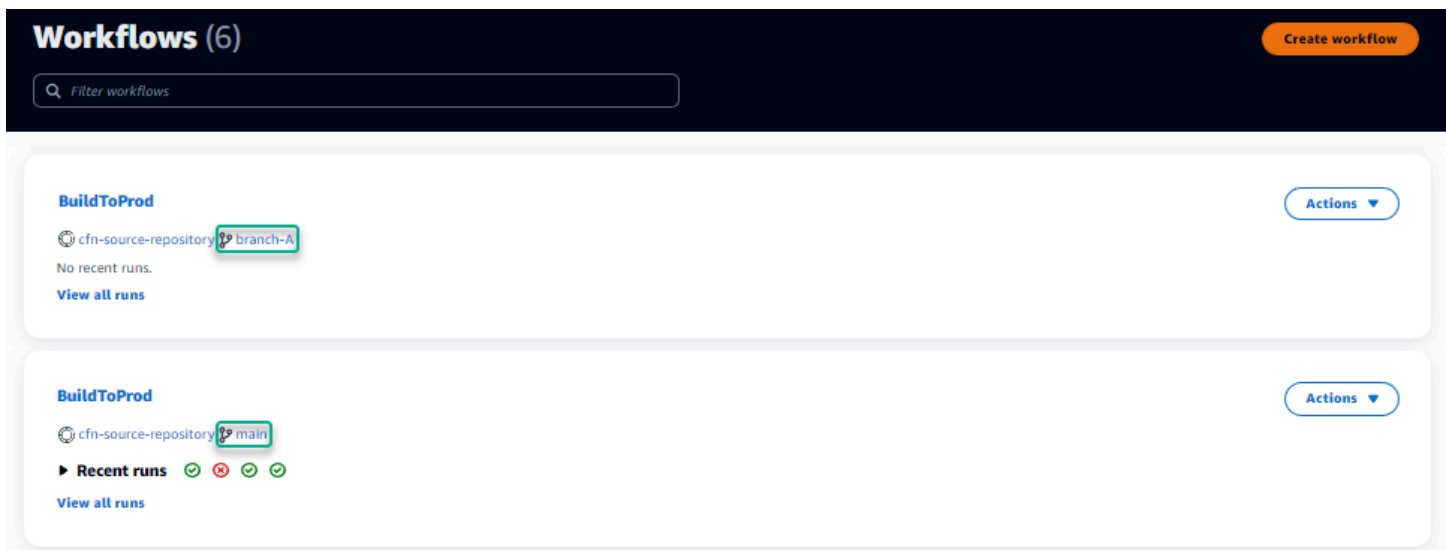 Workflows (6)
Create workflow
Filter workflows
BuildToProd
Actions
cfn-source-repository branch-A
No recent runs.
View all runs
BuildToProd
Actions
cfn-source-repository main
Recent runs
View all runs